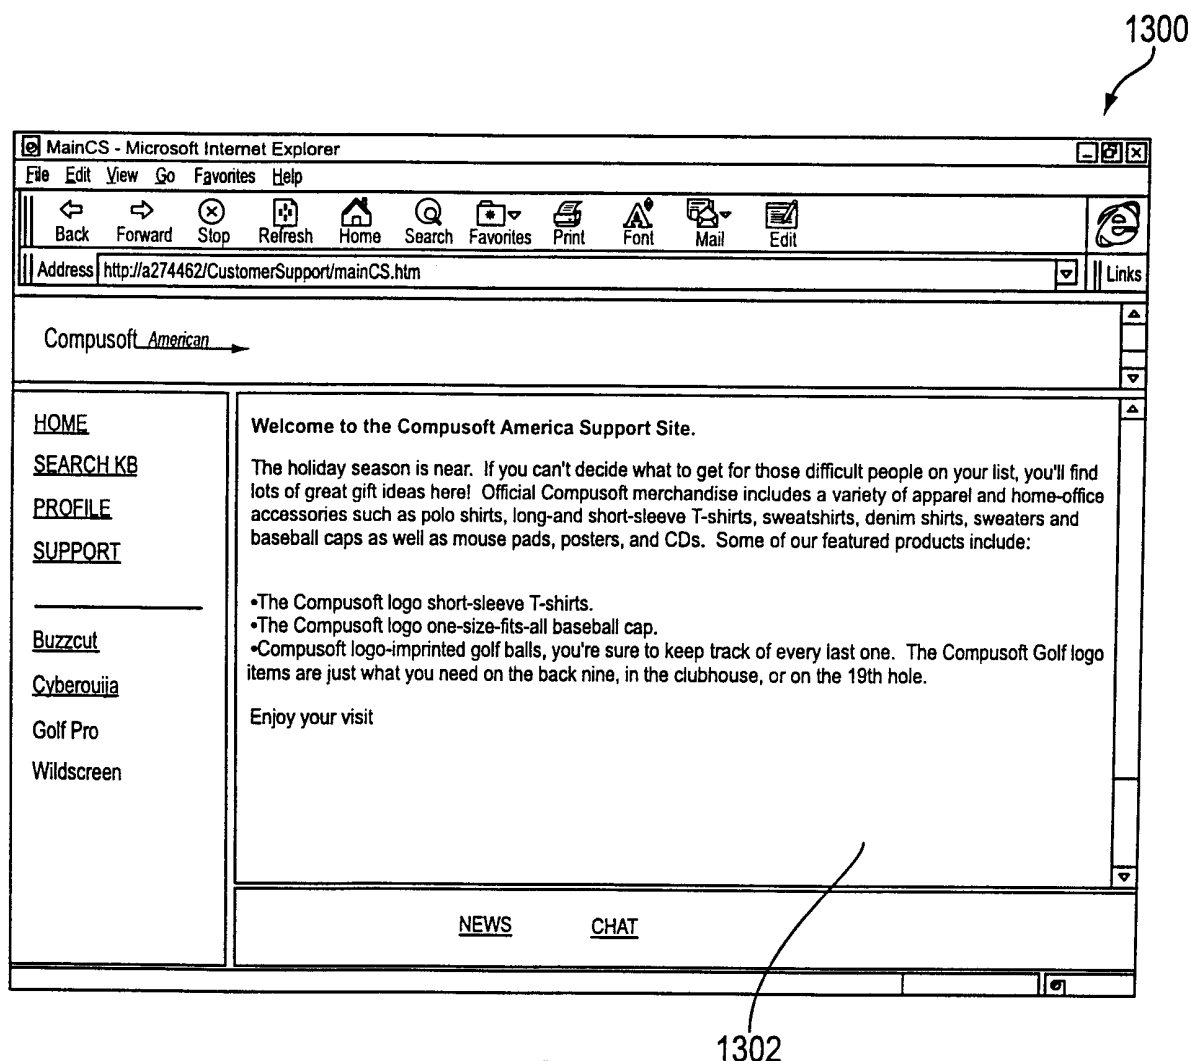 1300
MainCS - Microsoft Internet Explorer
File Edit View Go Favorites Help
Back Forward Stop Refresh Home Search Favorites Print Font Mail Edit
Address http://a274462/CustomerSupport/mainCS.htm Links
Compusoft American
HOME
SEARCH KB
PROFILE
SUPPORT
Buzzcut
Cyberouija
Golf Pro
Wildscreen
Welcome to the Compusoft America Support Site.
The holiday season is near. If you can't decide what to get for those difficult people on your list, you'll find
lots of great gift ideas here! Official Compusoft merchandise includes a variety of apparel and home-office
accessories such as polo shirts, long-and short-sleeve T-shirts, sweatshirts, denim shirts, sweaters and
baseball caps as well as mouse pads, posters, and CDs. Some of our featured products include:
•The Compusoft logo short-sleeve T-shirts.
•The Compusoft logo one-size-fits-all baseball cap.
•Compusoft logo-imprinted golf balls, you're sure to keep track of every last one. The Compusoft Golf logo
items are just what you need on the back nine, in the clubhouse, or on the 19th hole.
Enjoy your visit
NEWS CHAT
1302